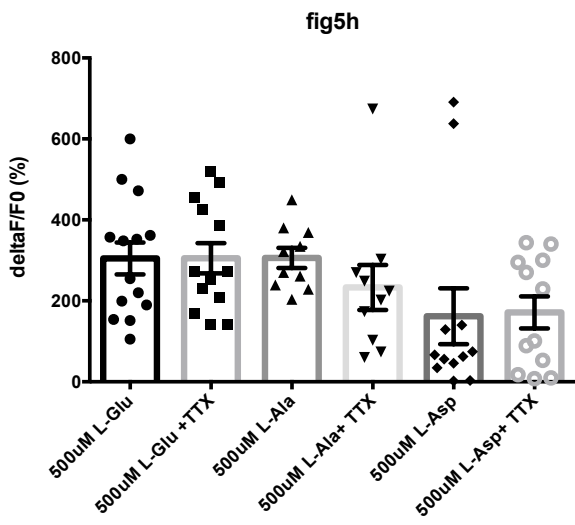 fig5h
deltaF/F0 (%)
800
600
400
200
0
500uM L-Glu
500uM L-Glu +TTX
500uM L-Ala
500uM L-Ala+ TTX
500uM L-Asp
500uM L-Asp+ TTX